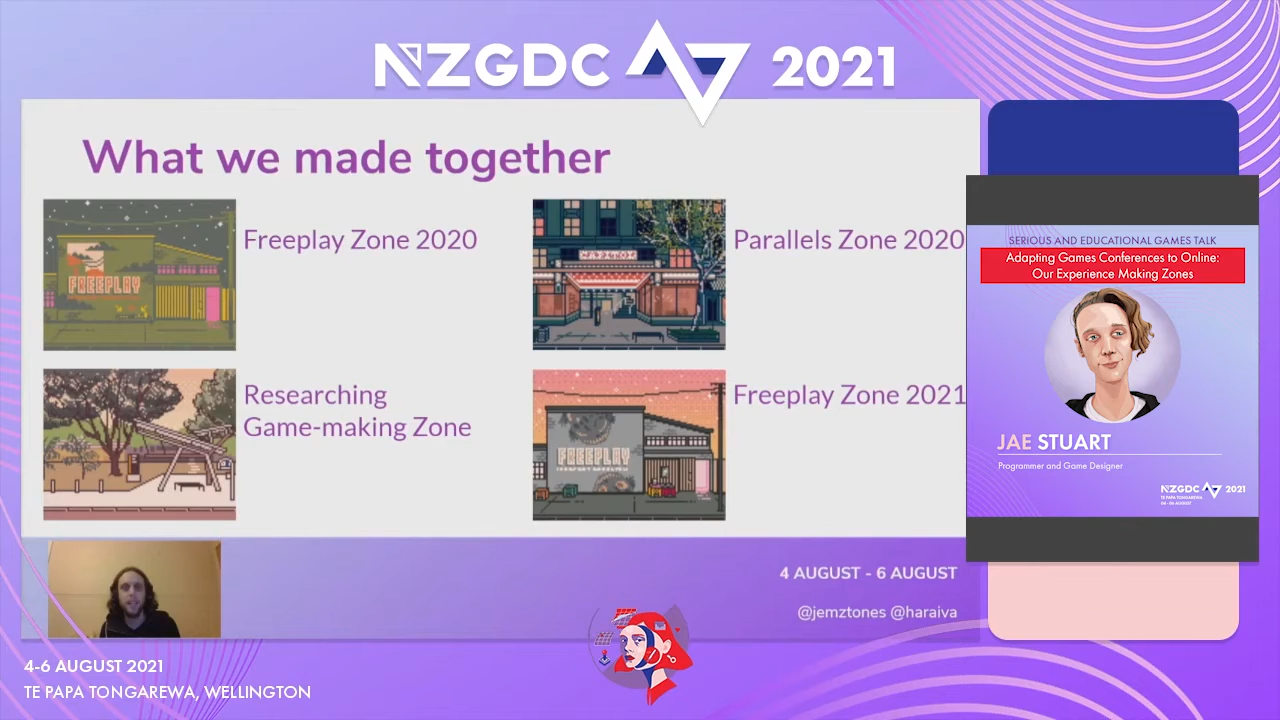 NZGDC 2021
What we made together
Freeplay Zone 2020
Parallels Zone 2020
FREEPLAY
Researching
Game-making Zone
Freeplay Zone 2021
FREEPLAY
SERIOUS AND EDUCATIONAL GAMES TALK
Adapting Games Conferences to Online:
Our Experience Making Zones
JAE STUART
Programmer and Game Designer
NZGDC 2021
TE PAPA TONGAREWA
4 AUGUST - 6 AUGUST
@jemztones @haraiva
4-6 AUGUST 2021
TE PAPA TONGAREWA, WELLINGTON